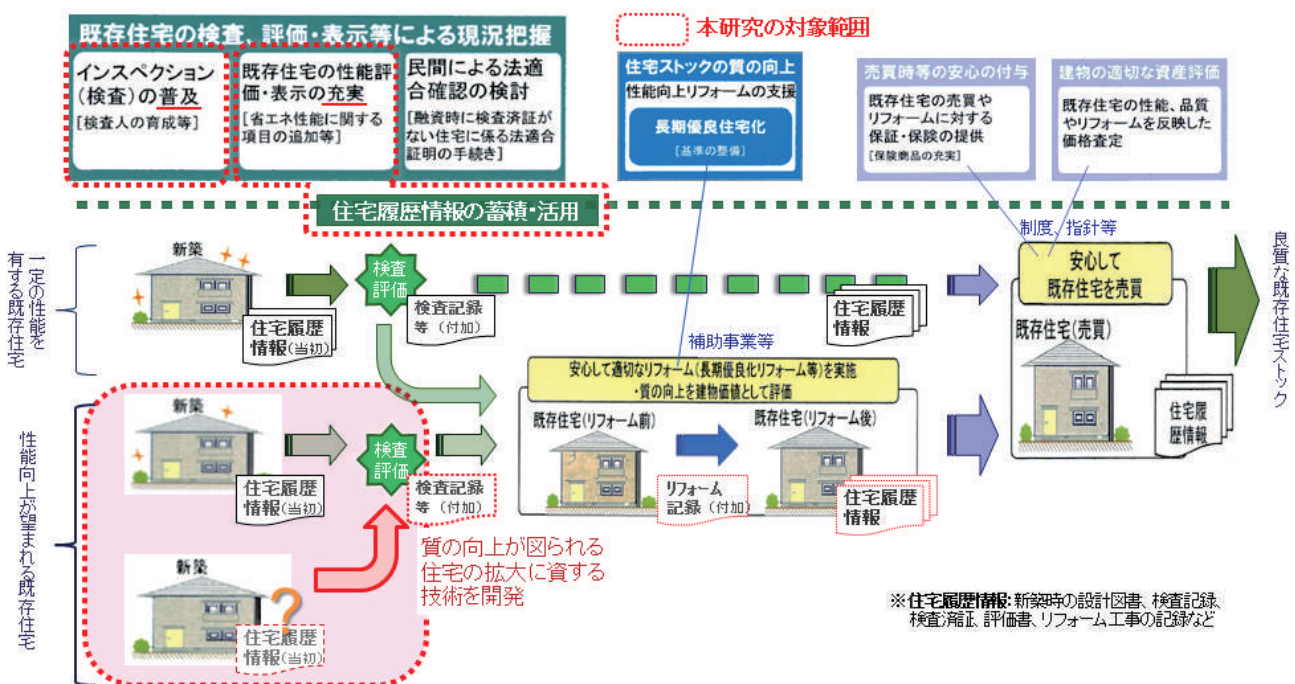 既存住宅の検査、評価・表示等による現況把握
インスペクション
(検査)の普及
[検査人の育成等]
既存住宅の性能評
価・表示の充実
[省エネ性能に関する
項目の追加等]
民間による法適
合確認の検討
[融資時に検査済証が
ない住宅に係る法適合
証明の手続き]
本研究の対象範囲
住宅ストックの質の向上
性能向上リフォームの支援
長期優良住宅化
[基準の整備]
売買時等の安心の付与
既存住宅の売買や
リフォームに対する
保証・保険の提供
[保険商品の充実]
建物の適切な資産評価
既存住宅の性能、品質
やリフォームを反映した
価格査定
住宅履歴情報の蓄積・活用
制度、指針等
一定の性能を
有する既存住宅
新築
住宅履歴
情報(当初)
検査
評価
検査記録
等(付加)
住宅履歴
情報
安心して
既存住宅を売買
既存住宅(売買)
住宅履
歴情報
良質な既存住宅ストック
補助事業等
安心して適切なリフォーム(長期優良化リフォーム等)を実施
・質の向上を建物価値として評価
既存住宅(リフォーム前)
既存住宅(リフォーム後)
リフォーム
記録(付加)
住宅履歴
情報
性能向上が望まれる既存住宅
新築
住宅履歴
情報(当初)
検査
評価
検査記録
等(付加)
質の向上が図られる
住宅の拡大に資する
技術を開発
新築
?
住宅履歴
情報(当初)
※住宅履歴情報:新築時の設計図書、検査記録、
検査済証、評価書、リフォーム工事の記録など